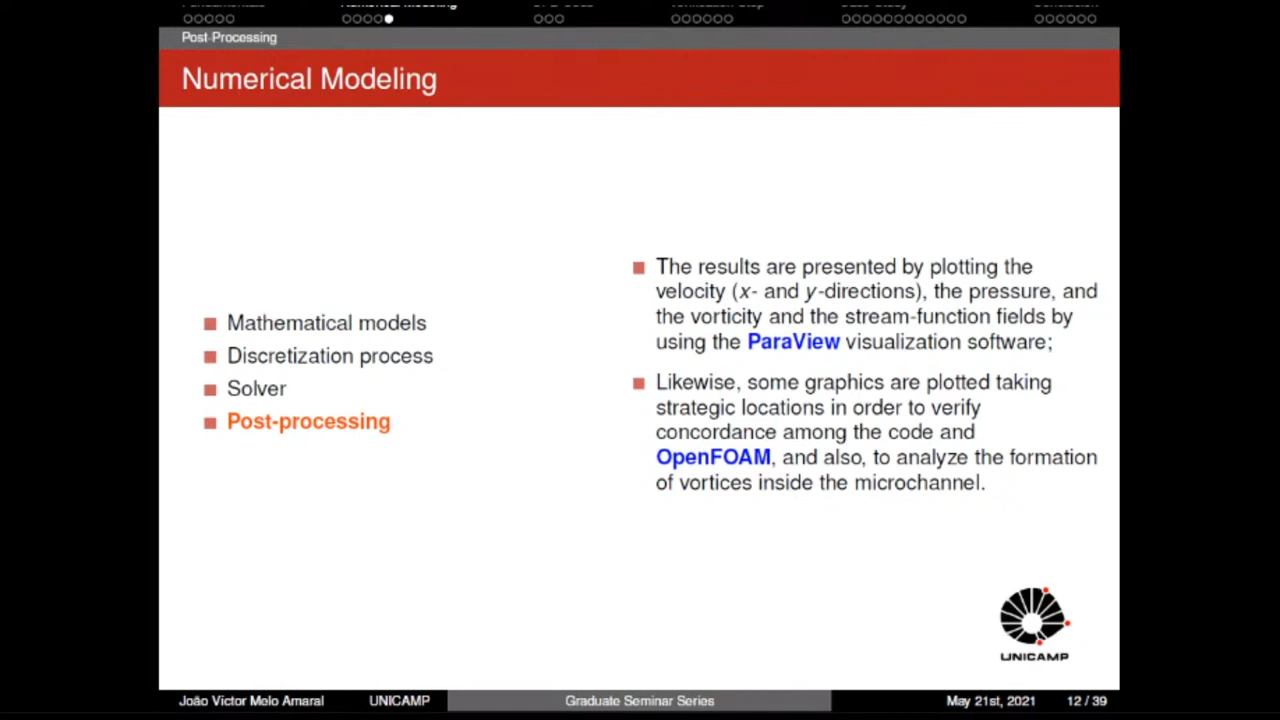 Numerical Modeling
Post-Processing
Numerical Modeling
Mathematical models
Discretization process
Solver
Post-processing
The results are presented by plotting the
velocity (x- and y-directions), the pressure, and
the vorticity and the stream-function fields by
using the ParaView visualization software;
Likewise, some graphics are plotted taking
strategic locations in order to verify
concordance among the code and
OpenFOAM, and also, to analyze the formation
of vortices inside the microchannel.
UNICAMP
João Victor Melo Amaral UNICAMP Graduate Seminar Series May 21st, 2021 12 / 39